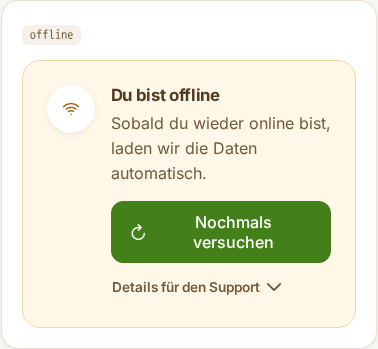 offline
Du bist offline
Sobald du wieder online bist,
laden wir die Daten
automatisch.
Nochmals
versuchen
Details für den Support